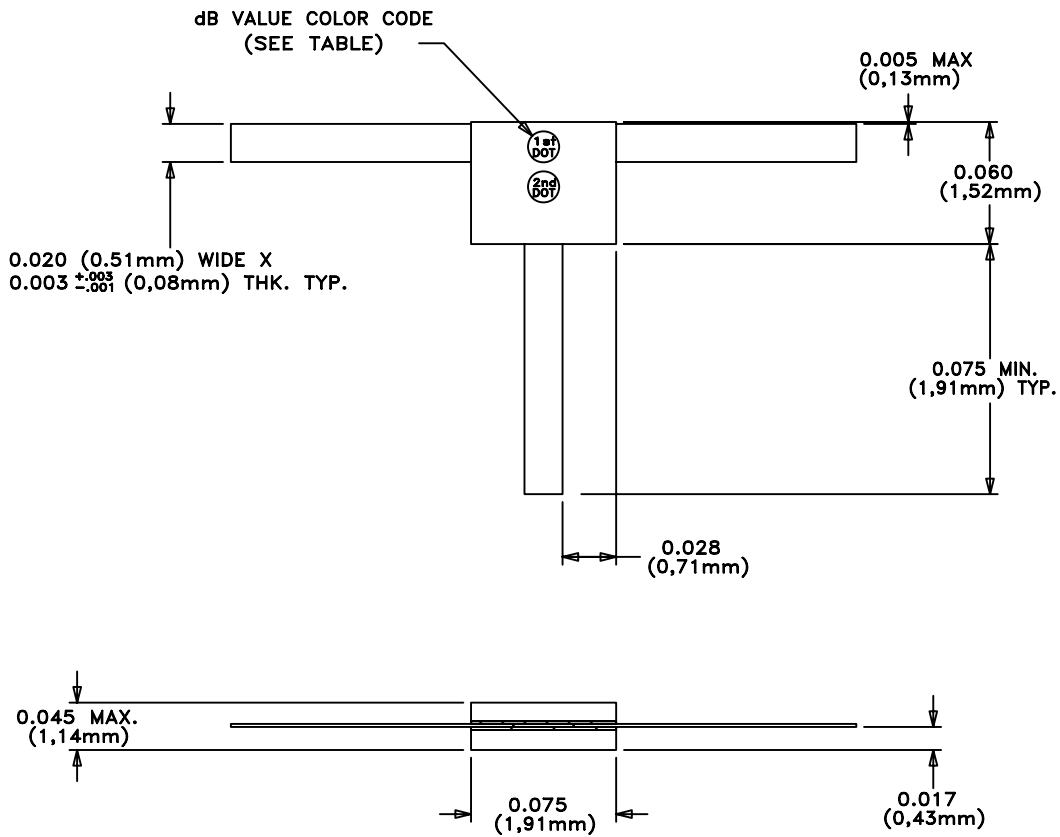 dB VALUE COLOR CODE
(SEE TABLE)
0.005 MAX
(0,13mm)
1st
DOT
2nd
DOT
0.060
(1,52mm)
0.020 (0.51mm) WIDE X
0.003 +.003 -.001 (0,08mm) THK. TYP.
0.075 MIN.
(1,91mm) TYP.
0.028
(0,71mm)
0.045 MAX.
(1,14mm)
0.075
(1,91mm)
0.017
(0,43mm)